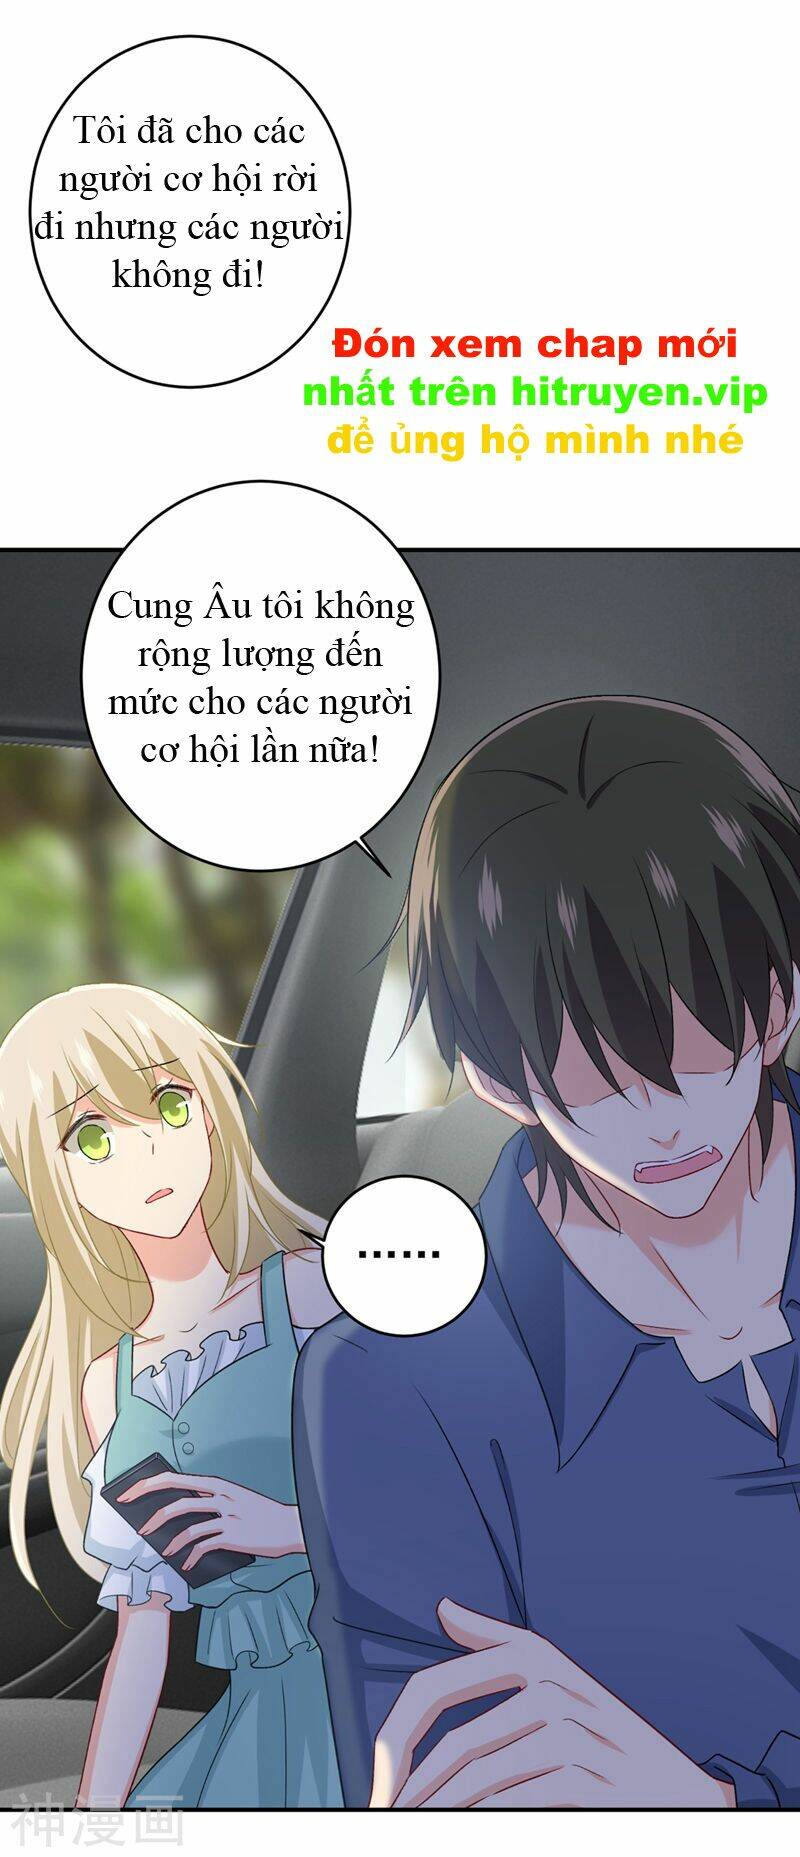 Tôi đã cho các
người cơ hội rời
đi nhưng các người
không đi!
Đón xem chap mới
nhất trên hitruyen.vip
để ủng hộ mình nhé
Cung Âu tôi không
rộng lượng đến
mức cho các người
cơ hội lần nữa!
......
神漫画